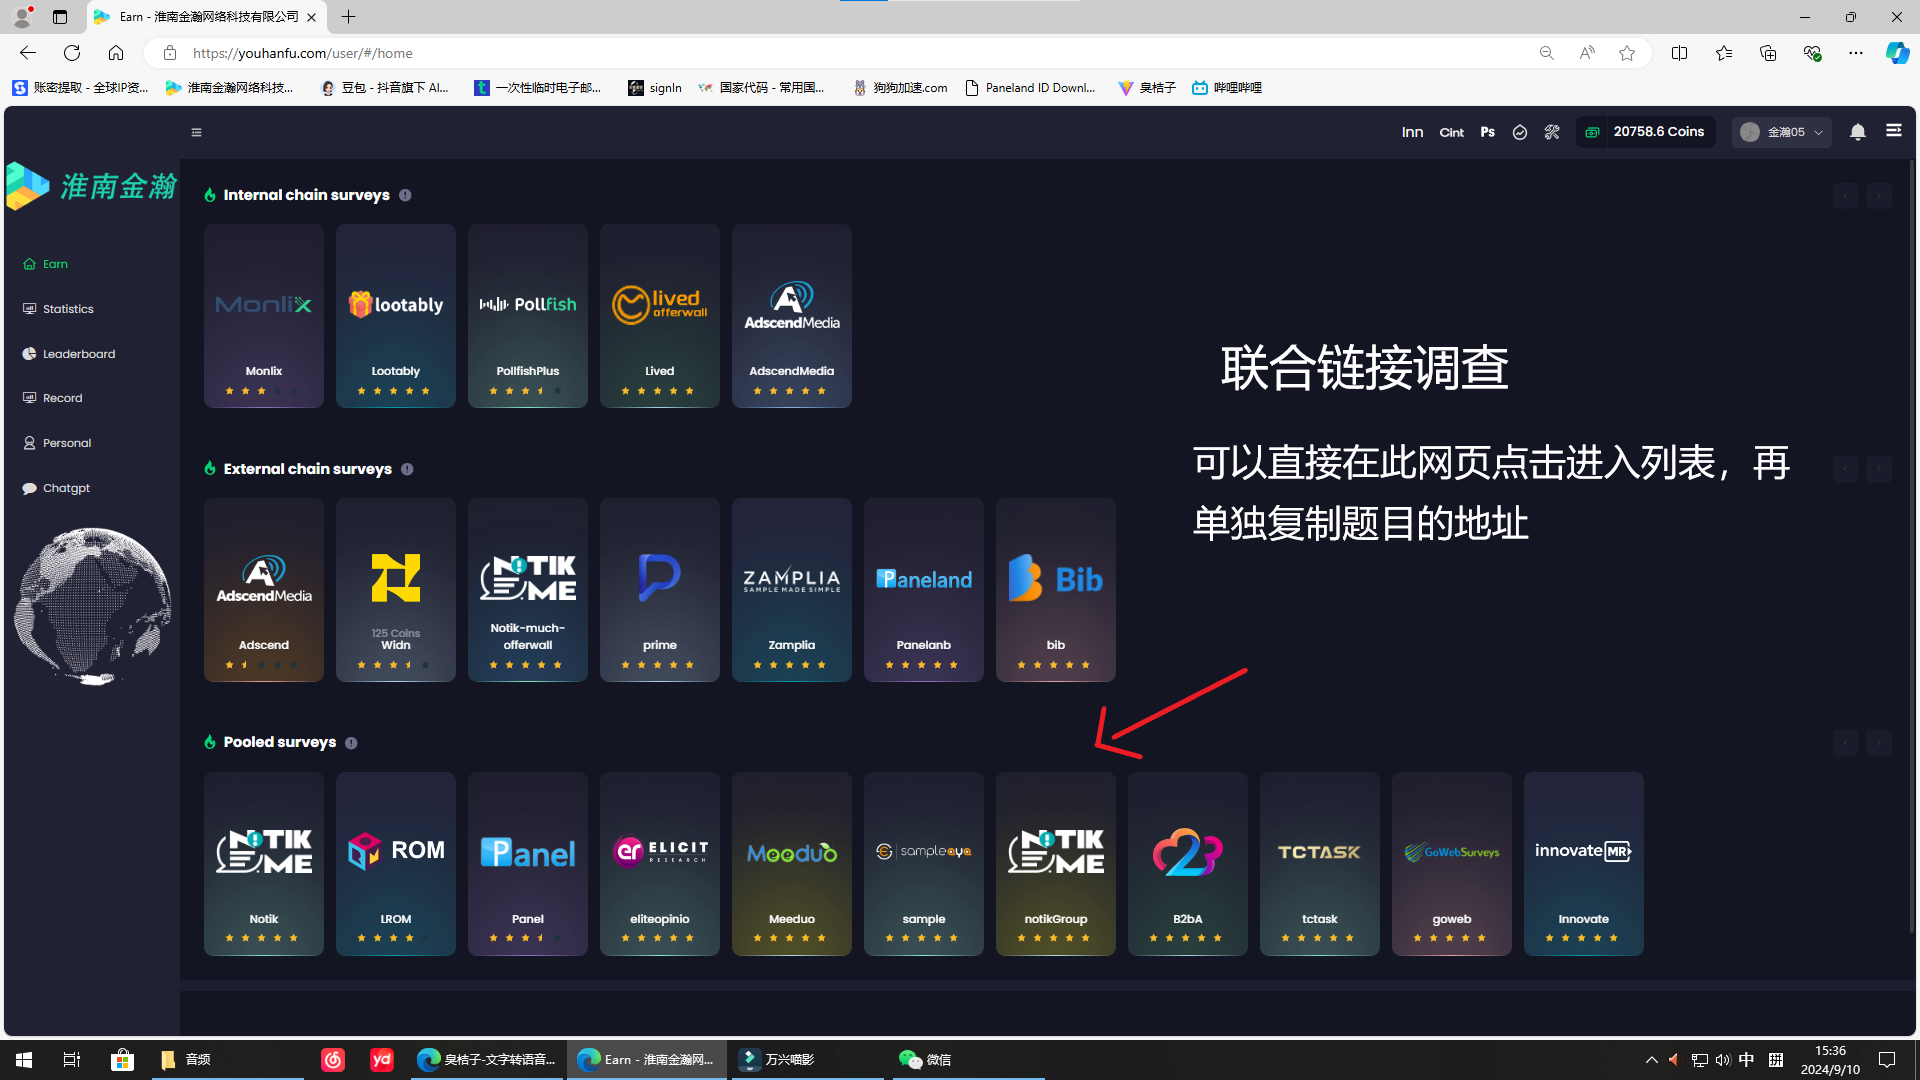 Earn - 淮南金瀚网络科技有限公司
https://youhanfu.com/user/#/home
账密提取 - 全球IP资...
淮南金瀚网络科技...
豆包 - 抖音旗下 AI...
一次性临时电子邮...
signIn
国家代码 - 常用国...
狗狗加速.com
Paneland ID Downl...
臭桔子
哔哩哔哩
Inn
Cint
Ps
20758.6 Coins
金瀚05
淮南金瀚
Earn
Statistics
Leaderboard
Record
Personal
Chatgpt
Internal chain surveys
Monlix
lootably
Pollfish
lived
offerwall
AdscendMedia
Monlix
Lootably
PollfishPlus
Lived
AdscendMedia
联合链接调查
可以直接在此网页点击进入列表，再
单独复制题目的地址
External chain surveys
AdscendMedia
NOTIK
ME
ZAMPLIA
SAMPLE MADE SIMPLE
Paneland
Bib
Adscend
125 Coins
Widn
Notik-much-
offerwall
prime
Zamplia
Panelanb
bib
Pooled surveys
NOTIK
ME
ROM
Panel
er ELICIT
RESEARCH
Meeduo
sampleaya
NOTIK
ME
b2b
TCTASK
GoWebSurveys
innovateMR
Notik
LROM
Panel
eliteopinio
Meeduo
sample
notikGroup
B2bA
tctask
goweb
Innovate
音频
yd
臭桔子-文字转语音...
Earn - 淮南金瀚网...
万兴喵影
微信
中
拼
15:36
2024/9/10